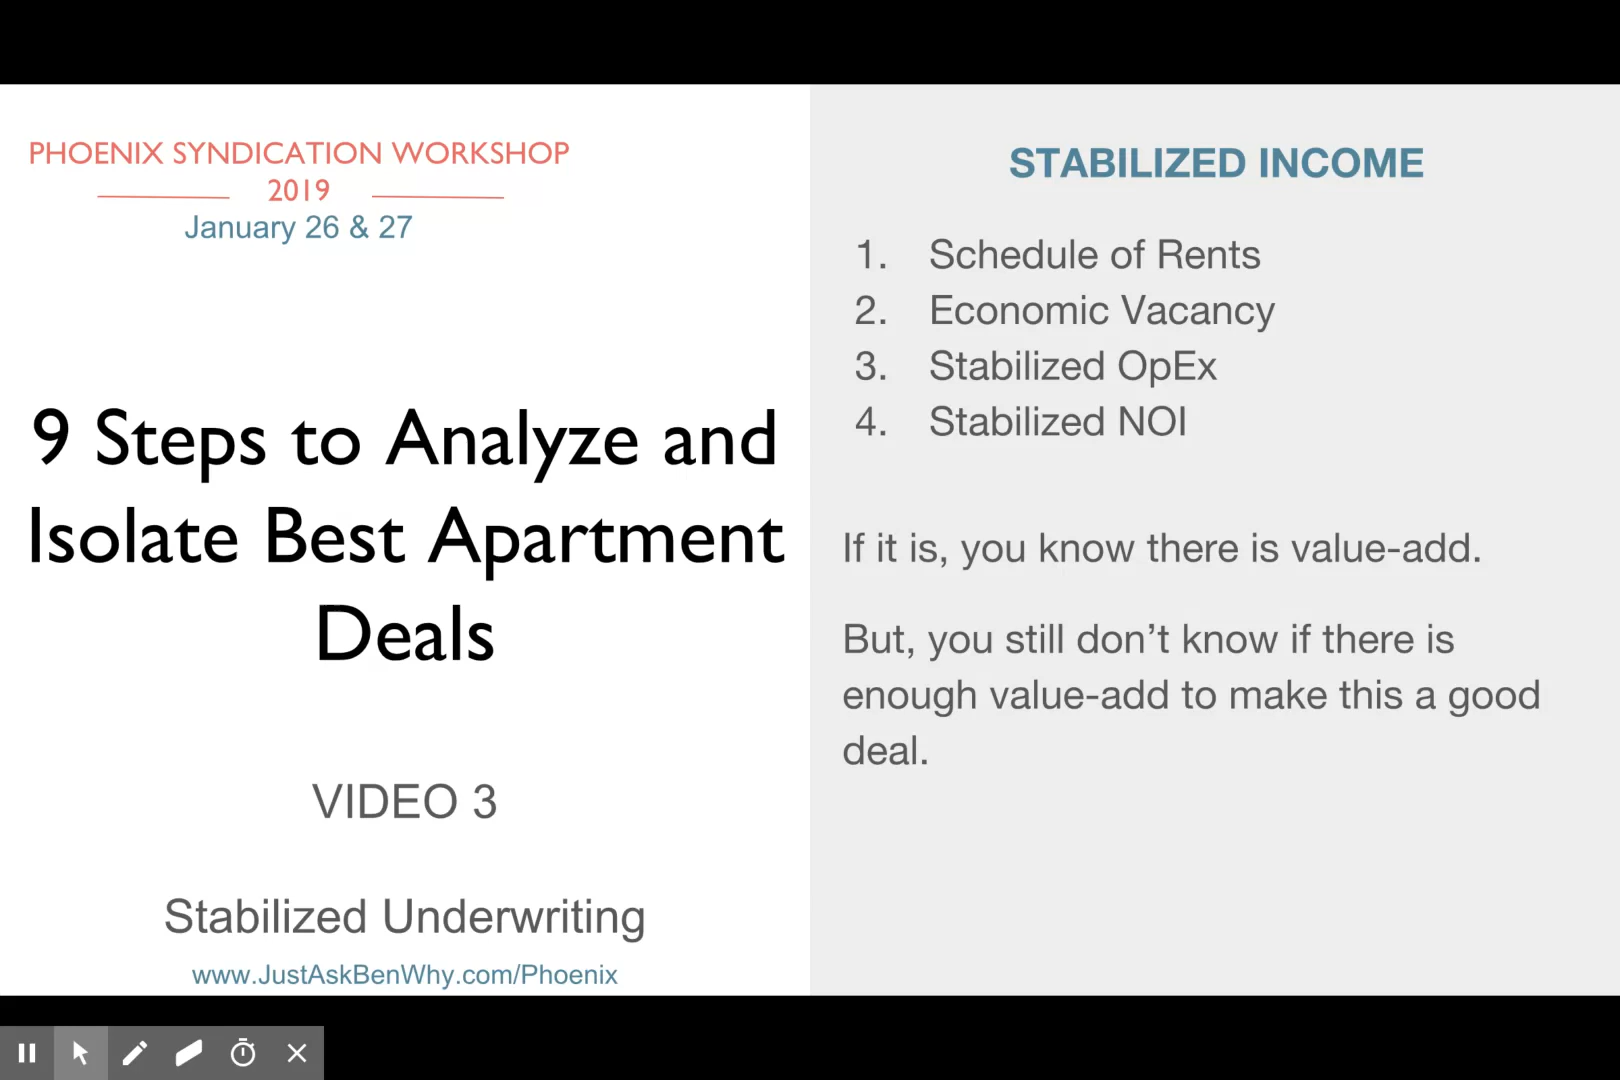 PHOENIX SYNDICATION WORKSHOP
2019
January 26 & 27
9 Steps to Analyze and
Isolate Best Apartment
Deals
VIDEO 3
Stabilized Underwriting
www.JustAskBenWhy.com/Phoenix
STABILIZED INCOME
1. Schedule of Rents
2. Economic Vacancy
3. Stabilized OpEx
4. Stabilized NOI
If it is, you know there is value-add.
But, you still don’t know if there is
enough value-add to make this a good
deal.